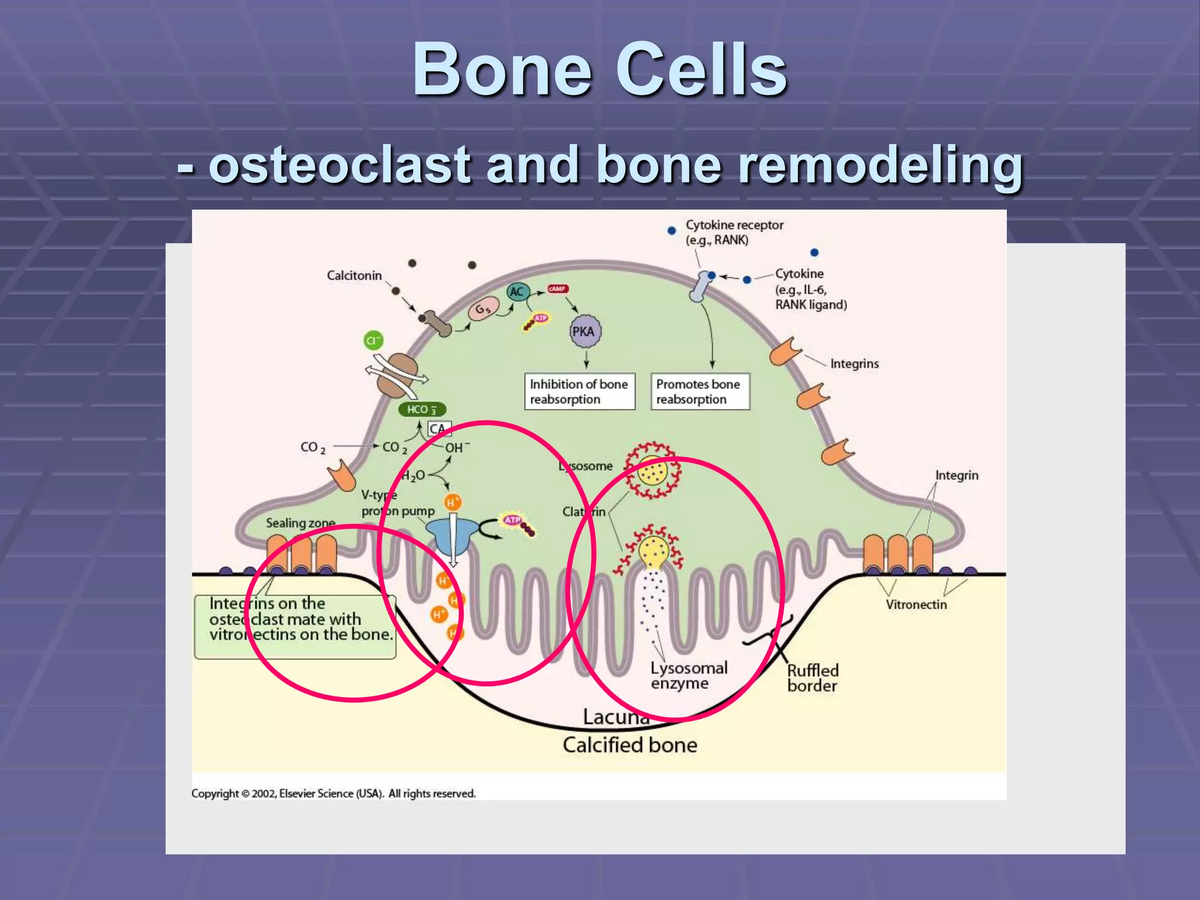 Bone Cells
- osteoclast and bone remodeling
Cytokine receptor
(e.g., RANK)
Calcitonin
Cytokine
(e.g., IL-6,
RANK ligand)
AC
cAMP
Gs
ATP
PKA
Cl⁻
Integrins
Inhibition of bone
reabsorption
Promotes bone
reabsorption
HCO₃⁻
CA
CO₂
CO₂
OH⁻
H₂O
Lysosome
Integrin
V-type
proton pump
H⁺
Clathrin
ATP
Sealing zone
H⁺
H⁺
H⁺
H⁺
Integrins on the
osteoclast mate with
vitronectins on the bone.
Vitronectin
Lysosomal
enzyme
Ruffled
border
Lacuna
Calcified bone
Copyright © 2002, Elsevier Science (USA). All rights reserved.